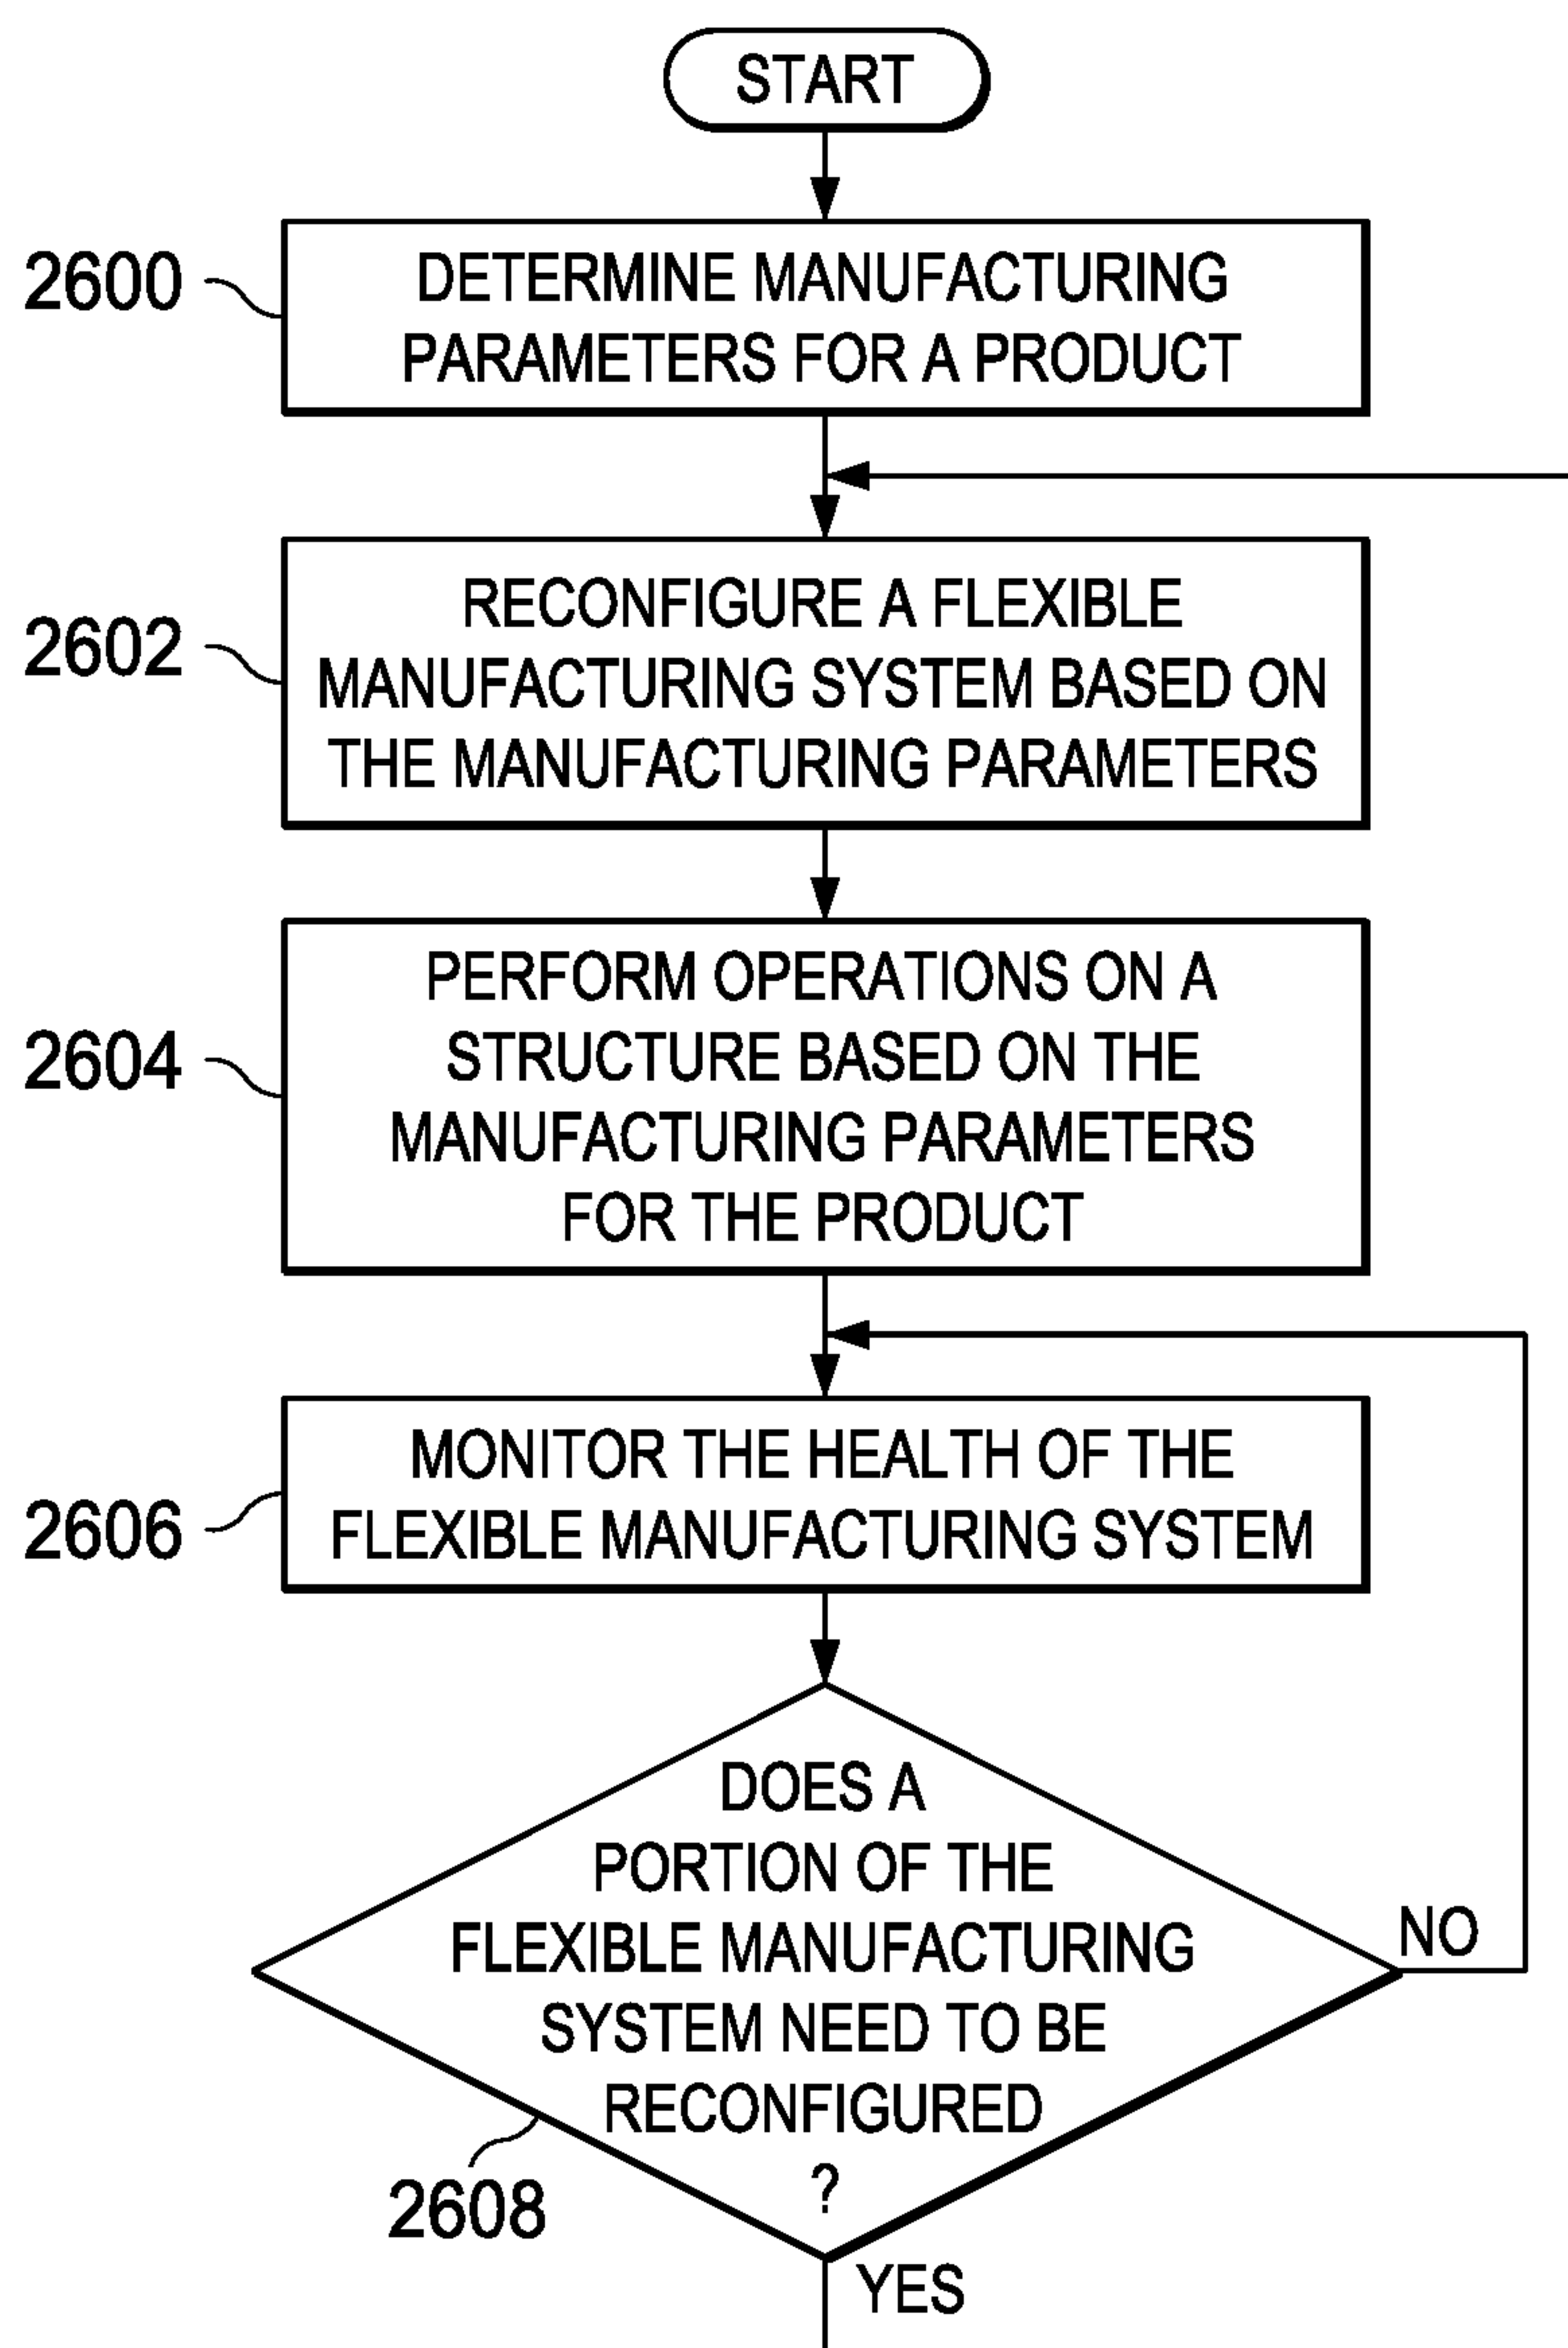 START
2600
DETERMINE MANUFACTURING
PARAMETERS FOR A PRODUCT
2602
RECONFIGURE A FLEXIBLE
MANUFACTURING SYSTEM BASED ON
THE MANUFACTURING PARAMETERS
2604
PERFORM OPERATIONS ON A
STRUCTURE BASED ON THE
MANUFACTURING PARAMETERS
FOR THE PRODUCT
2606
MONITOR THE HEALTH OF THE
FLEXIBLE MANUFACTURING SYSTEM
DOES A
PORTION OF THE
FLEXIBLE MANUFACTURING
SYSTEM NEED TO BE
RECONFIGURED
?
NO
2608
YES